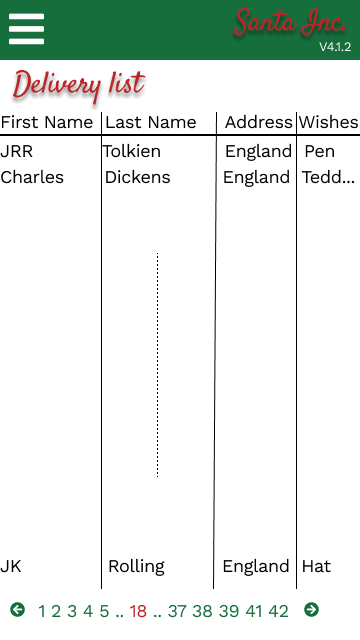 Santa Inc.
V4.1.2
Delivery list
First Name Last Name Address Wishes
JRR Tolkien England Pen
Charles Dickens England Tedd...
JK Rolling England Hat
1 2 3 4 5 .. 18 .. 37 38 39 41 42